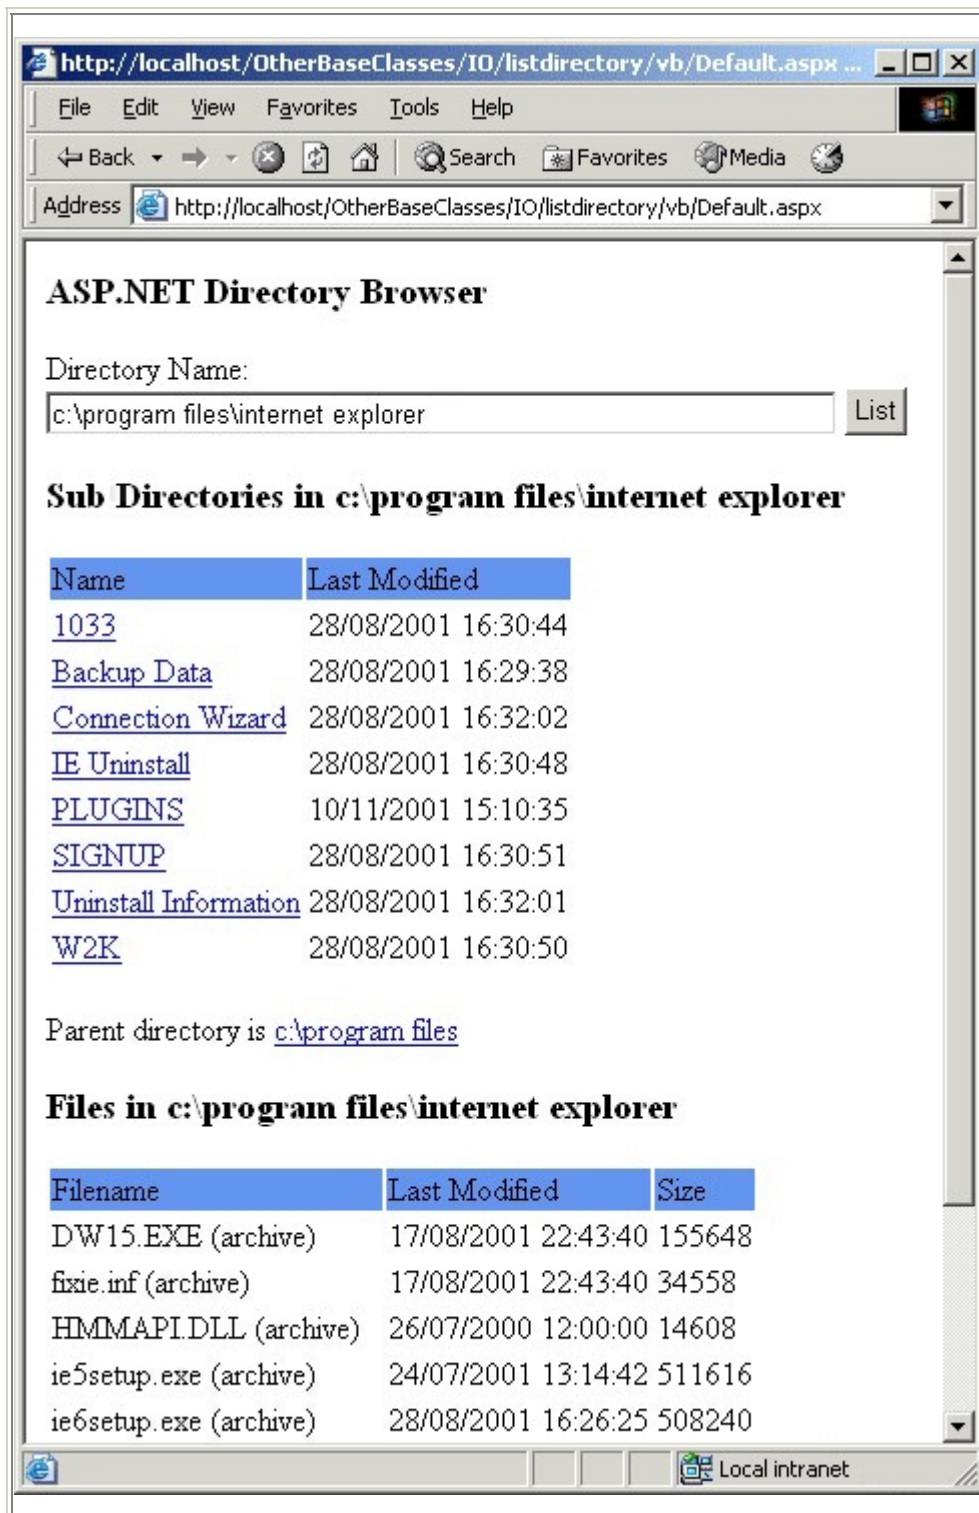 http://localhost/OtherBaseClasses/IO/listdirectory/vb/Default.aspx ...
File Edit View Favorites Tools Help
Back Search Favorites Media
Address http://localhost/OtherBaseClasses/IO/listdirectory/vb/Default.aspx
ASP.NET Directory Browser
Directory Name:
c:\program files\internet explorer List
Sub Directories in c:\program files\internet explorer
Name Last Modified
1033 28/08/2001 16:30:44
Backup Data 28/08/2001 16:29:38
Connection Wizard 28/08/2001 16:32:02
IE Uninstall 28/08/2001 16:30:48
PLUGINS 10/11/2001 15:10:35
SIGNUP 28/08/2001 16:30:51
Uninstall Information 28/08/2001 16:32:01
W2K 28/08/2001 16:30:50
Parent directory is c:\program files
Files in c:\program files\internet explorer
Filename Last Modified Size
DW15.EXE (archive) 17/08/2001 22:43:40 155648
fixie.inf (archive) 17/08/2001 22:43:40 34558
HMMAPI.DLL (archive) 26/07/2000 12:00:00 14608
ie5setup.exe (archive) 24/07/2001 13:14:42 511616
ie6setup.exe (archive) 28/08/2001 16:26:25 508240
Local intranet